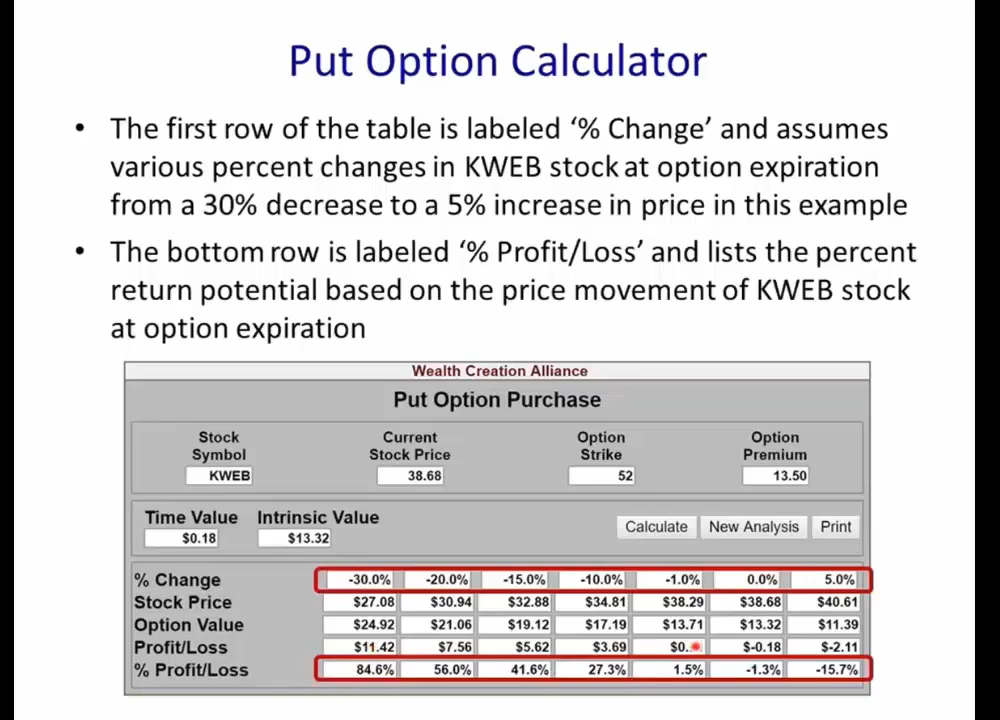 Put Option Calculator
• The first row of the table is labeled ‘% Change’ and assumes
various percent changes in KWEB stock at option expiration
from a 30% decrease to a 5% increase in price in this example
• The bottom row is labeled ‘% Profit/Loss’ and lists the percent
return potential based on the price movement of KWEB stock
at option expiration
Wealth Creation Alliance
Put Option Purchase
Stock Current Option Option
Symbol Stock Price Strike Premium
KWEB 38.68 52 13.50
Time Value Intrinsic Value Calculate New Analysis Print
$0.18 $13.32
% Change -30.0% -20.0% -15.0% -10.0% -1.0% 0.0% 5.0%
Stock Price $27.08 $30.94 $32.88 $34.81 $38.29 $38.68 $40.61
Option Value $24.92 $21.06 $19.12 $17.19 $13.71 $13.32 $11.39
Profit/Loss $11.42 $7.56 $5.62 $3.69 $-0.18 $-2.11
% Profit/Loss 84.6% 56.0% 41.6% 27.3% 1.5% -1.3% -15.7%